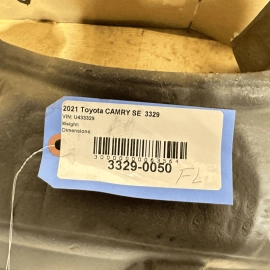 2021 Toyota CAMRY SE 3329
VIN: U433329
Weight:
Dimensions:
3329-0050
FL